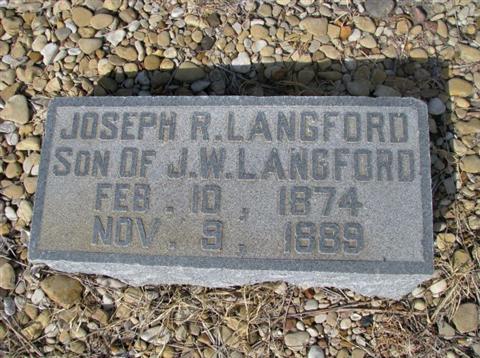 JOSEPH R. LANGFORD
SON OF J.W. LANGFORD
FEB. 10, 1874
NOV. 9, 1889